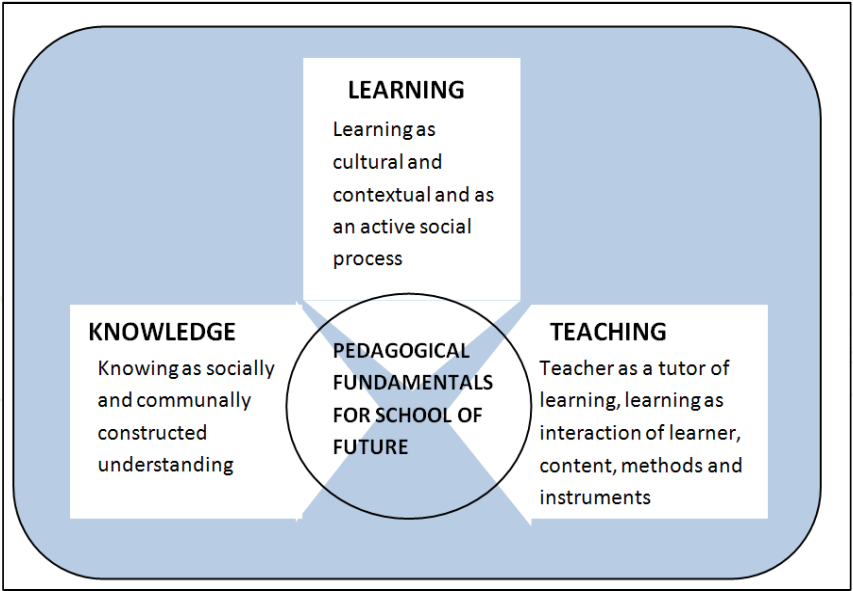 LEARNING
Learning as
cultural and
contextual and as
an active social
process
KNOWLEDGE
Knowing as socially
and communally
constructed
understanding
PEDAGOGICAL
FUNDAMENTALS
FOR SCHOOL OF
FUTURE
TEACHING
Teacher as a tutor of
learning, learning as
interaction of learner,
content, methods and
instruments